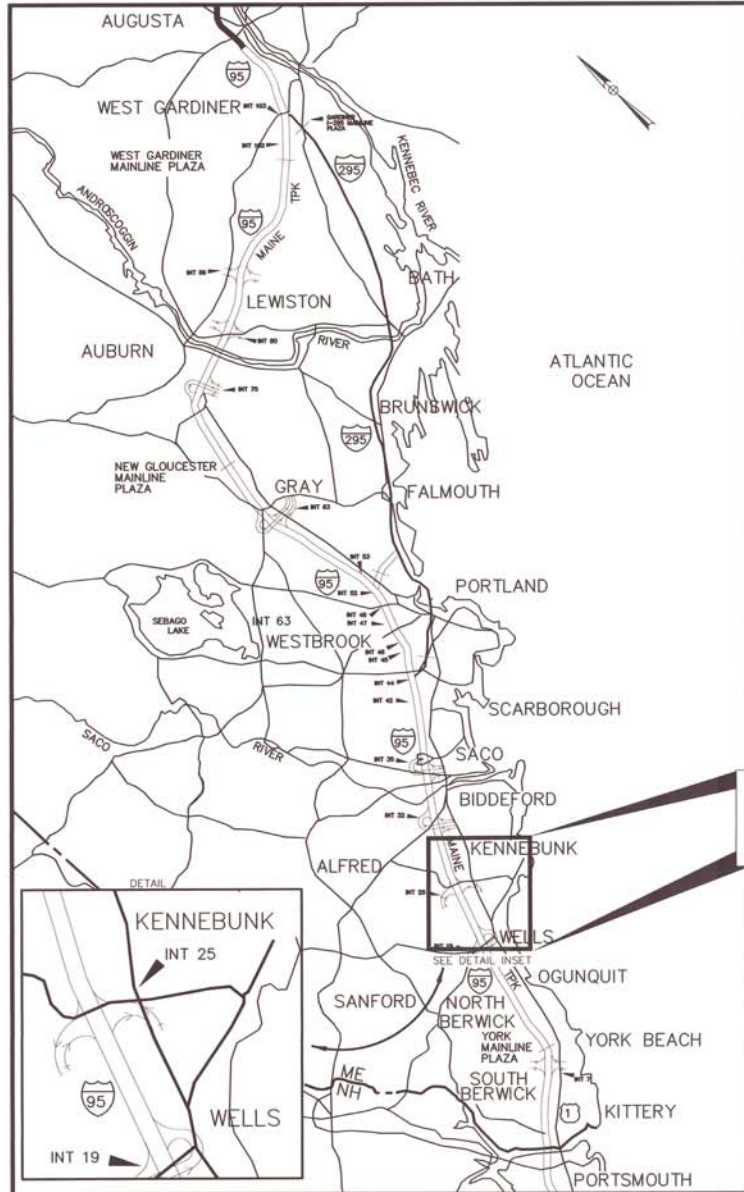 AUGUSTA
95
WEST GARDINER
INT 103
GARDINER
I-295 MAINLINE
PLAZA
INT 102
WEST GARDINER
MAINLINE PLAZA
295
KENNEBEC RIVER
ANDROSCOGGIN
TPK
95
MAINE
BATH
LEWISTON
INT 80
RIVER
AUBURN
ATLANTIC
OCEAN
INT 75
BRUNSWICK
295
NEW GLOUCESTER
MAINLINE
PLAZA
GRAY
FALMOUTH
INT 63
INT 53
95
INT 52
PORTLAND
INT 48
INT 47
SEBAGO
LAKE
INT 63
WESTBROOK
INT 46
INT 45
INT 44
INT 42
SCARBOROUGH
SACO
RIVER
95
SACO
BIDDEFORD
INT 32
MAINE
KENNEBUNK
ALFRED
DETAIL
INT 25
KENNEBUNK
INT 25
WELLS
SEE DETAIL INSET
OGUNQUIT
95
TPK
SANFORD
NORTH
BERWICK
YORK
MAINLINE
PLAZA
YORK BEACH
INT 7
95
WELLS
ME
NH
SOUTH
BERWICK
1
KITTERY
INT 19
PORTSMOUTH